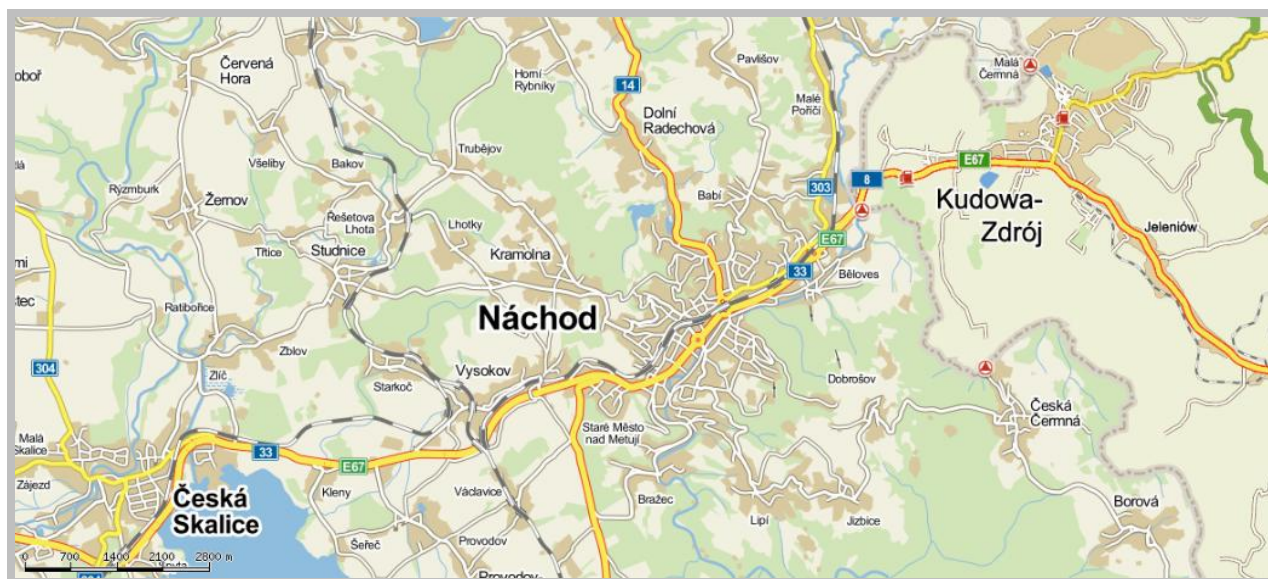 Červená
Hora
Horní
Rybníky
14
Pavlišov
Malá
Čermná
Dolní
Radechová
Malé
Poříčí
Trubějov
Všeliby
Bakov
E67
8
303
Rýzmburk
Žernov
Babí
Kudowa-
Zdrój
Řešetova
Lhota
Lhotky
Jeleniów
Třtice
Studnice
Kramolna
E67
33
Běloves
Ratibořice
Náchod
Zblov
304
Zlíč
Starkoč
Vysokov
Dobrošov
Česká
Čermná
Malá
Skalice
33
E67
Staré Město
nad Metují
Zájezd
Kleny
Václavice
Česká
Skalice
Bražec
Lipí
Jizbice
Borová
Šeřeč
Provodov
0 700 1400 2100 2800 m
Provodov-